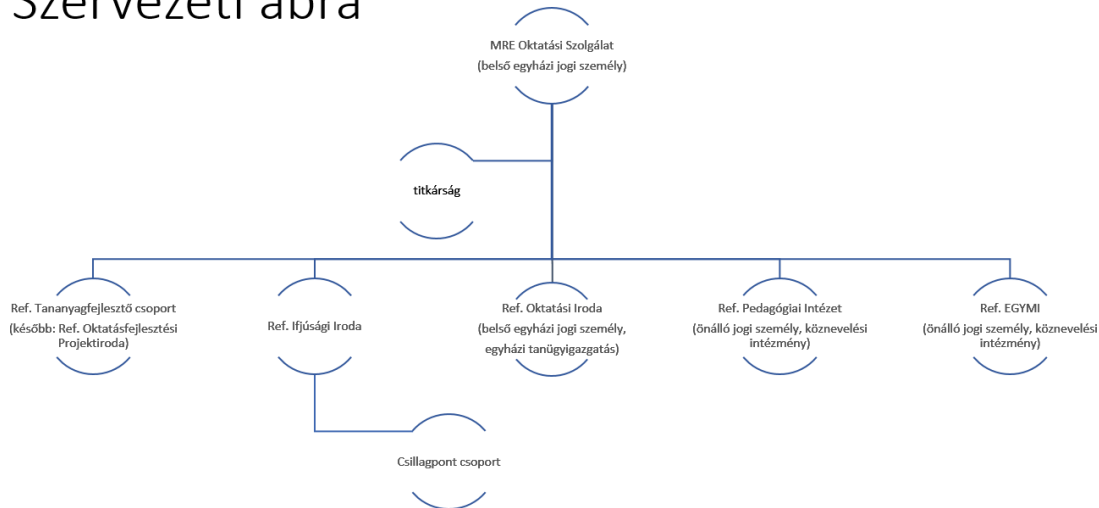 Szervezeti ábra
MRE Oktatási Szolgálat
(belső egyházi jogi személy)
titkárság
Ref. Tananyagfejlesztő csoport
(később: Ref. Oktatásfejlesztési
Projektiroda)
Ref. Ifjúsági Iroda
Ref. Oktatási Iroda
(belső egyházi jogi személy,
egyházi tanügyigazgatás)
Ref. Pedagógiai Intézet
(önálló jogi személy, köznevelési
intézmény)
Ref. EGYMI
(önálló jogi személy, köznevelési
intézmény)
Csillagpont csoport